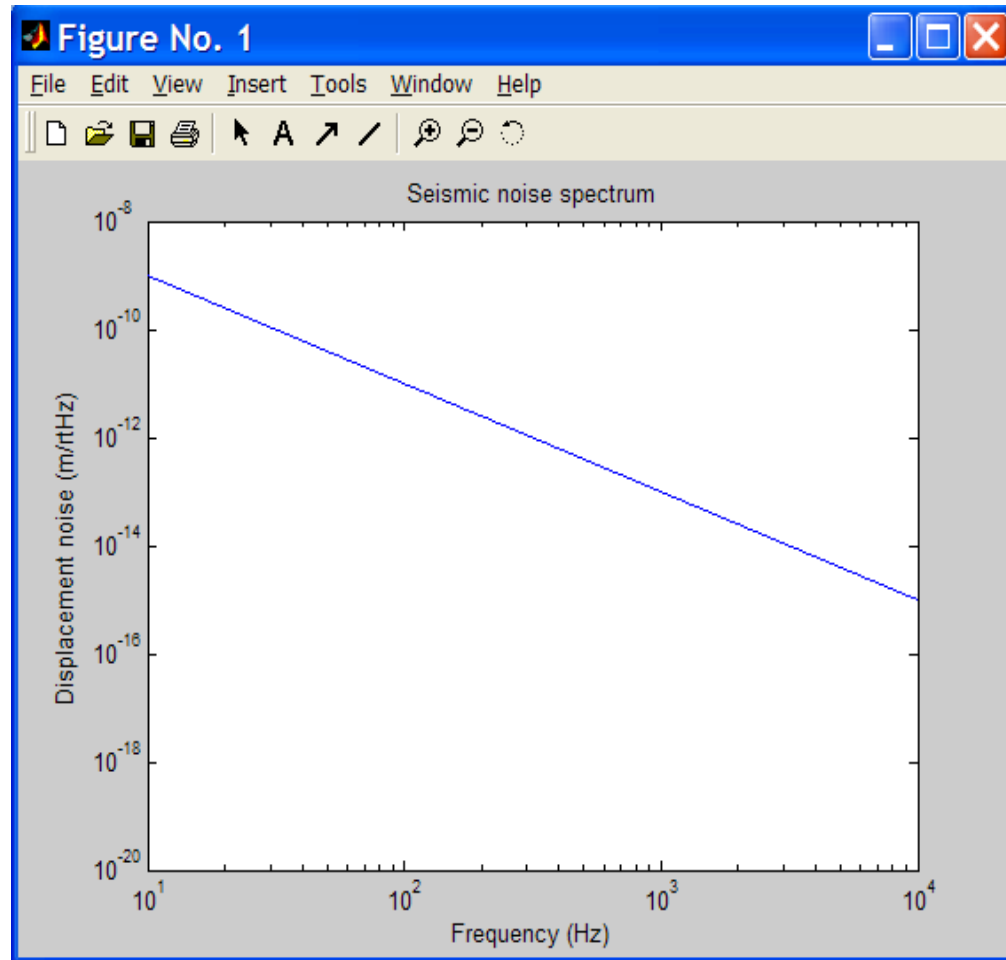 Figure No. 1
File Edit View Insert Tools Window Help
A
Seismic noise spectrum
10^-8
10^-10
10^-12
10^-14
10^-16
10^-18
10^-20
Displacement noise (m/rtHz)
10^1 10^2 10^3 10^4
Frequency (Hz)